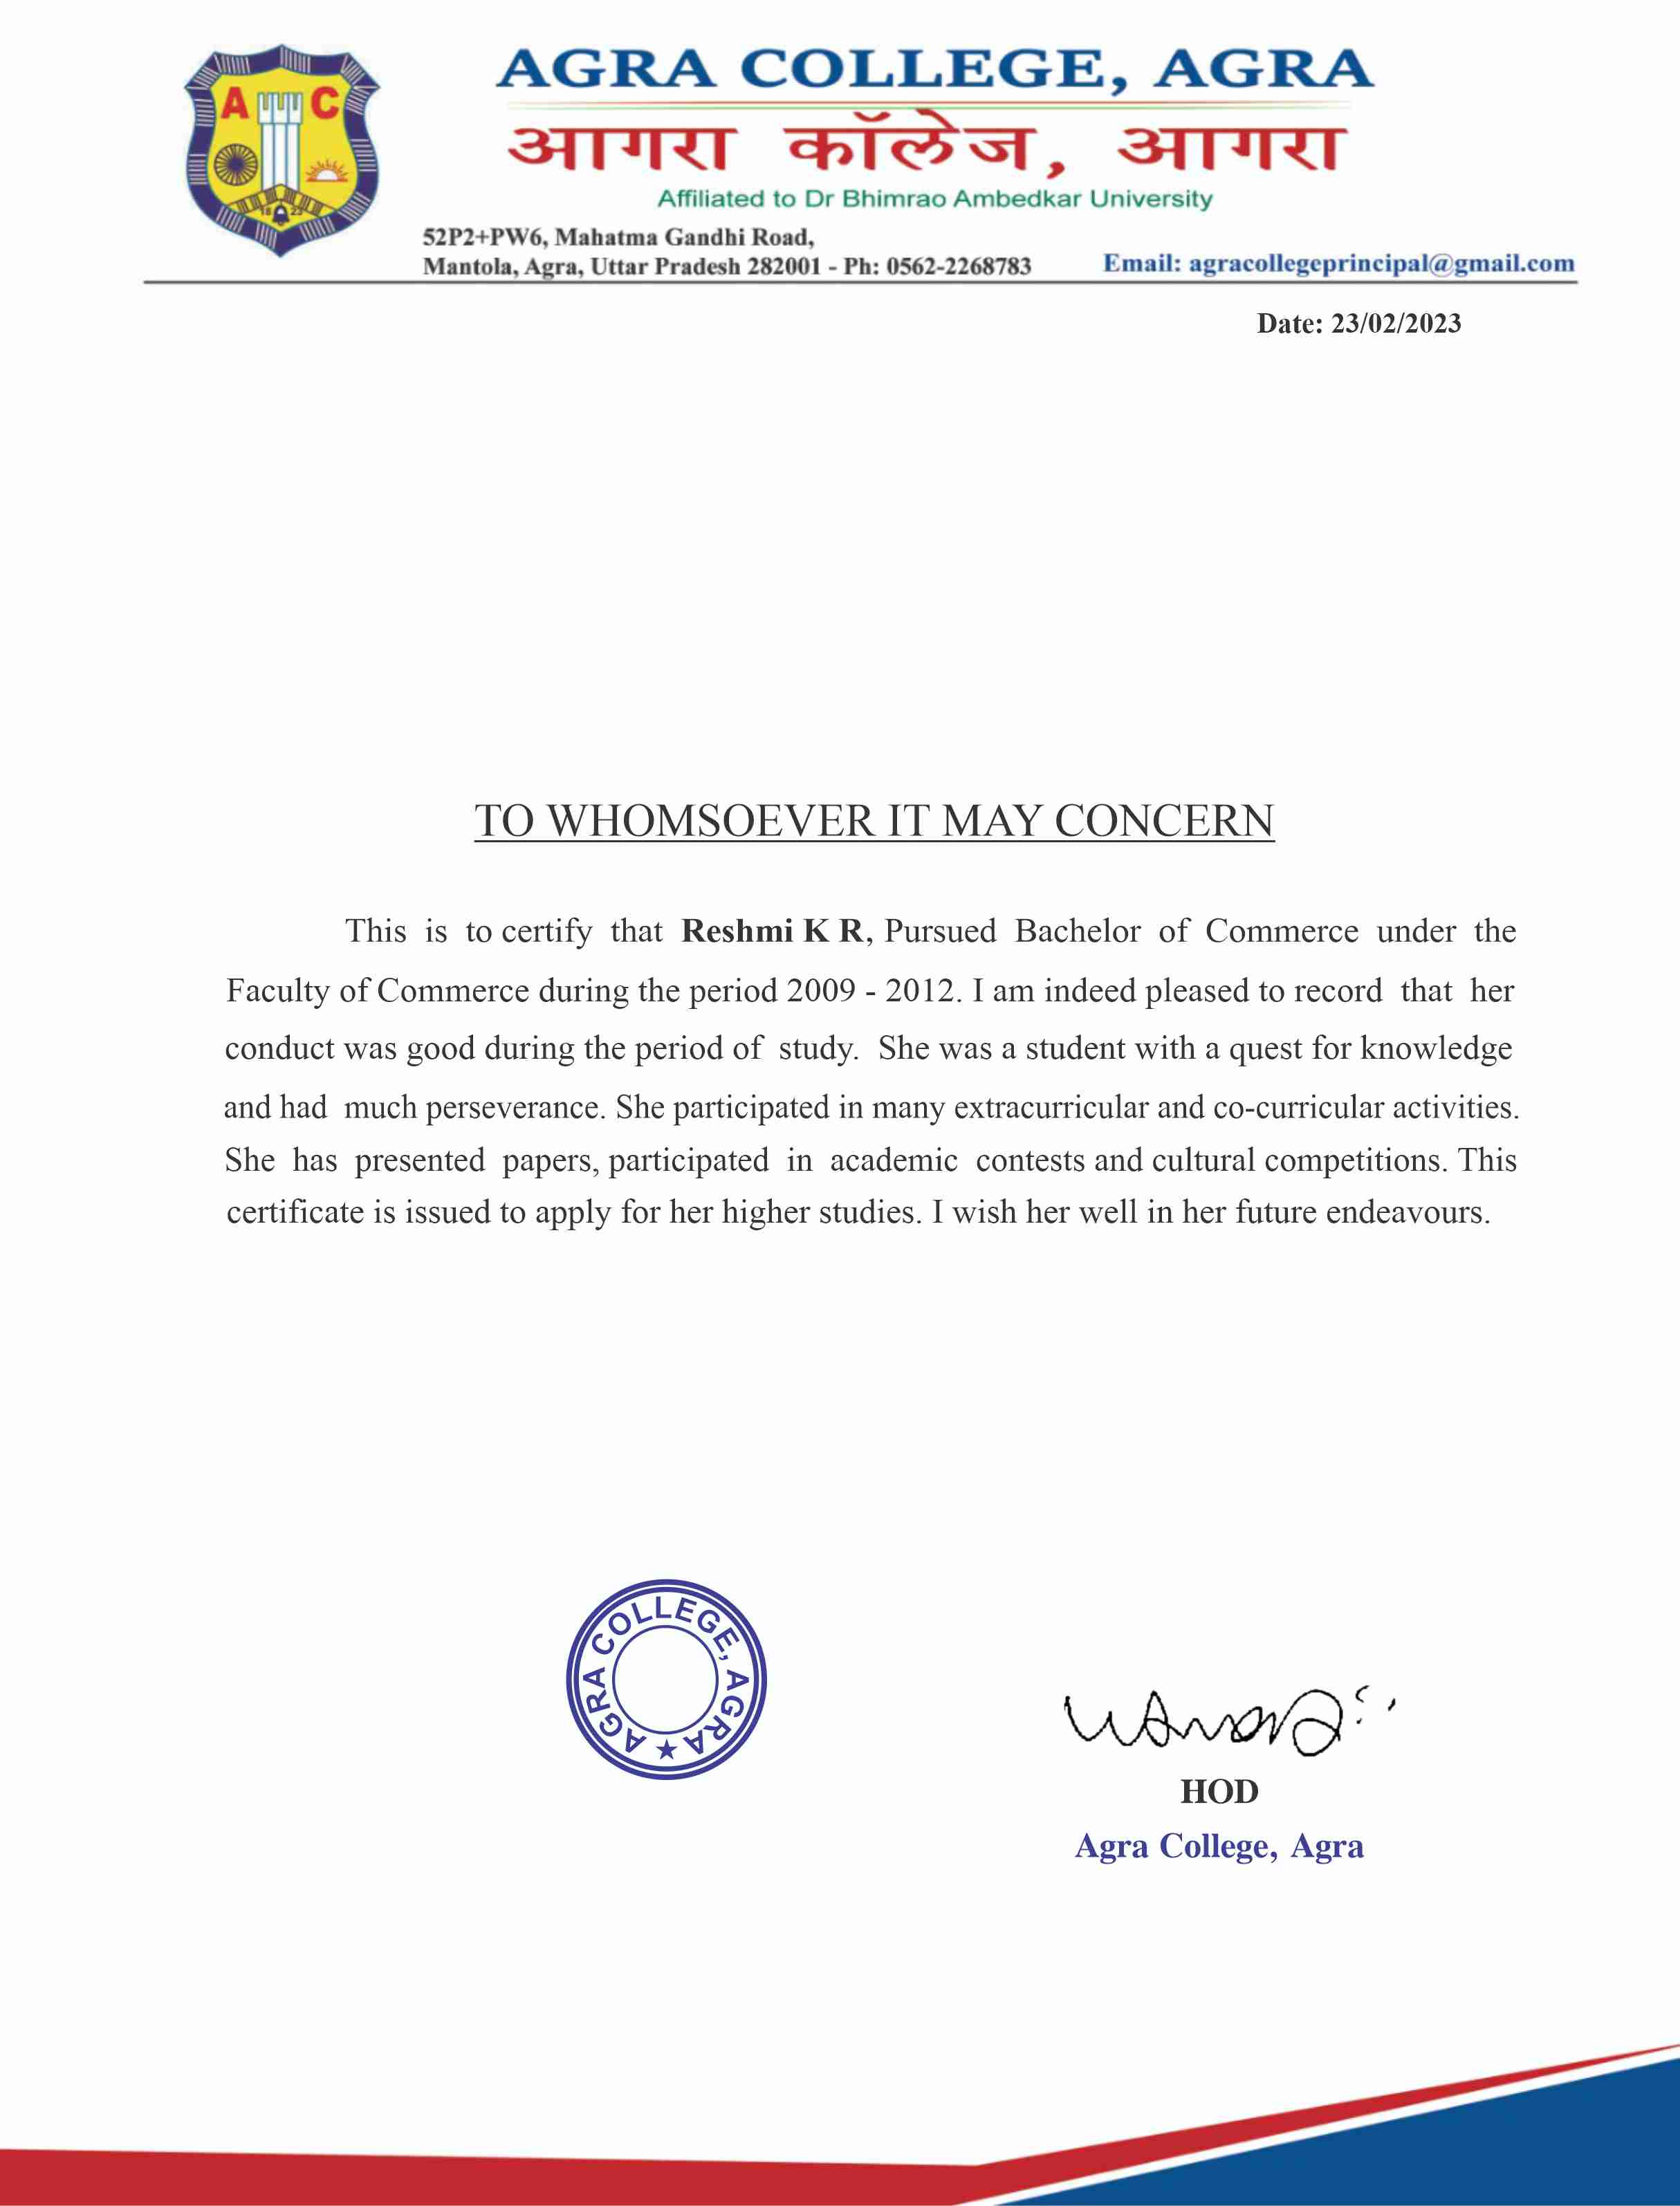 A C
1823
AGRA COLLEGE, AGRA
आगरा कॉलेज, आगरा
Affiliated to Dr Bhimrao Ambedkar University
52P2+PW6, Mahatma Gandhi Road,
Mantola, Agra, Uttar Pradesh 282001 - Ph: 0562-2268783
Email: agracollegeprincipal@gmail.com
Date: 23/02/2023
TO WHOMSOEVER IT MAY CONCERN
This is to certify that Reshmi K R, Pursued Bachelor of Commerce under the
Faculty of Commerce during the period 2009 - 2012. I am indeed pleased to record that her
conduct was good during the period of study. She was a student with a quest for knowledge
and had much perseverance. She participated in many extracurricular and co-curricular activities.
She has presented papers, participated in academic contests and cultural competitions. This
certificate is issued to apply for her higher studies. I wish her well in her future endeavours.
AGRA COLLEGE, AGRA
HOD
Agra College, Agra